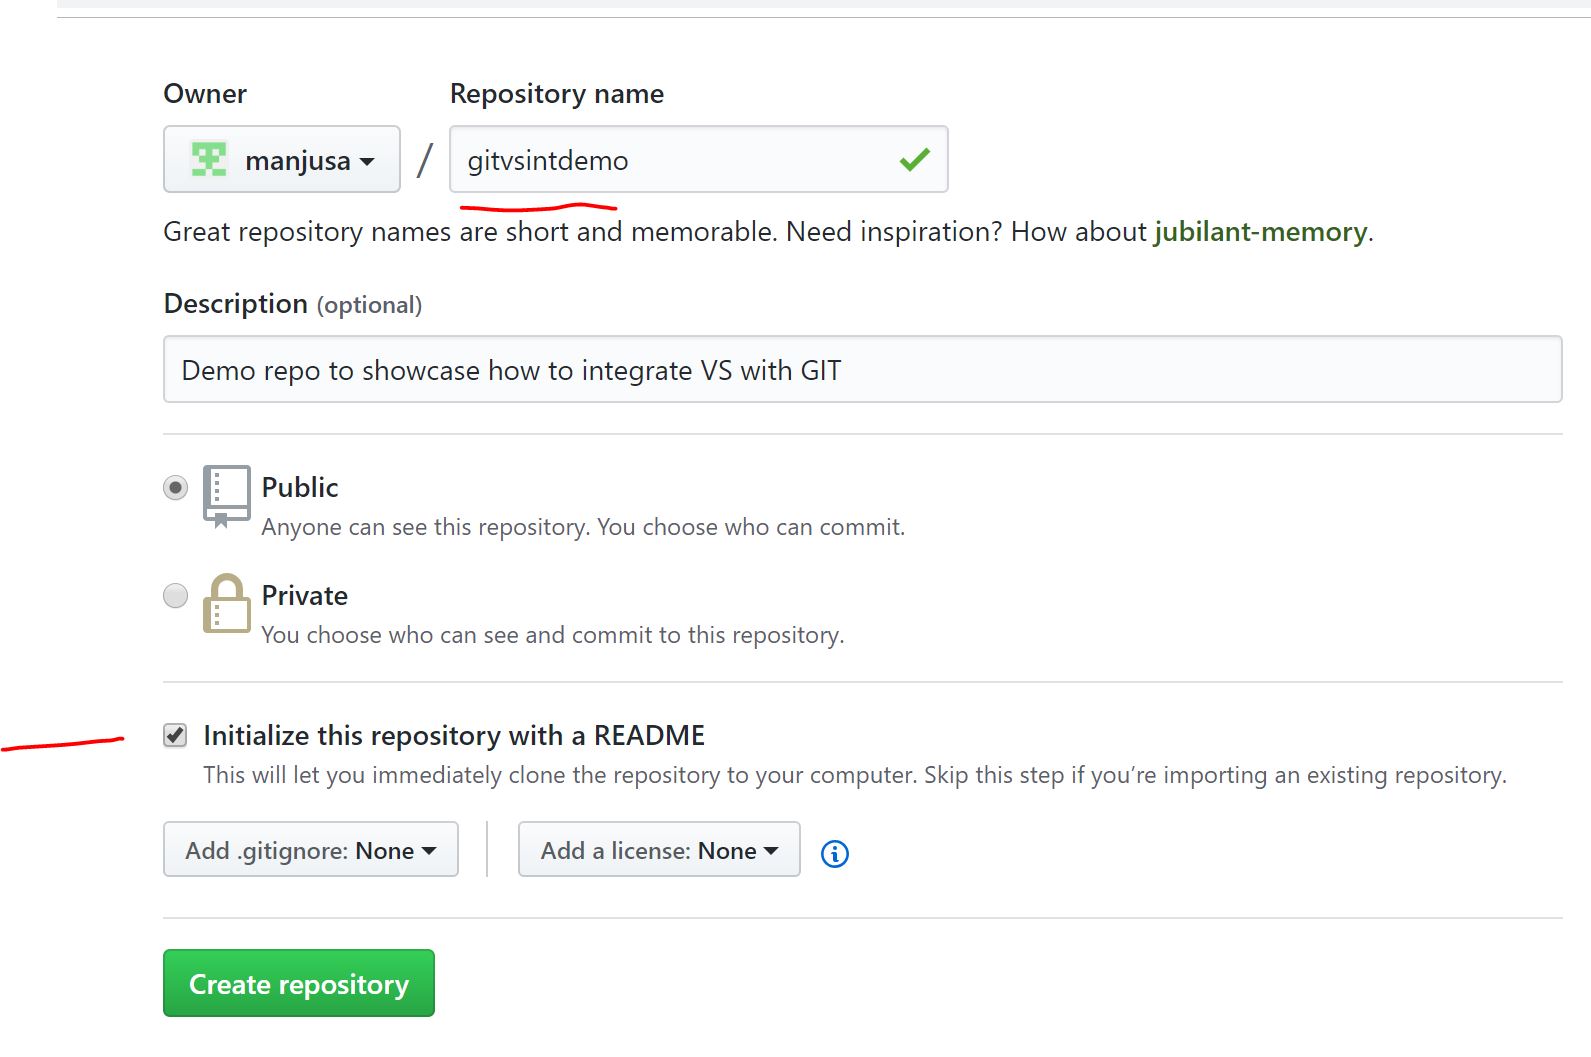 Owner
Repository name
manjusa / gitvsintdemo
Great repository names are short and memorable. Need inspiration? How about jubilant-memory.
Description (optional)
Demo repo to showcase how to integrate VS with GIT
Public
Anyone can see this repository. You choose who can commit.
Private
You choose who can see and commit to this repository.
Initialize this repository with a README
This will let you immediately clone the repository to your computer. Skip this step if you’re importing an existing repository.
Add .gitignore: None
Add a license: None
Create repository